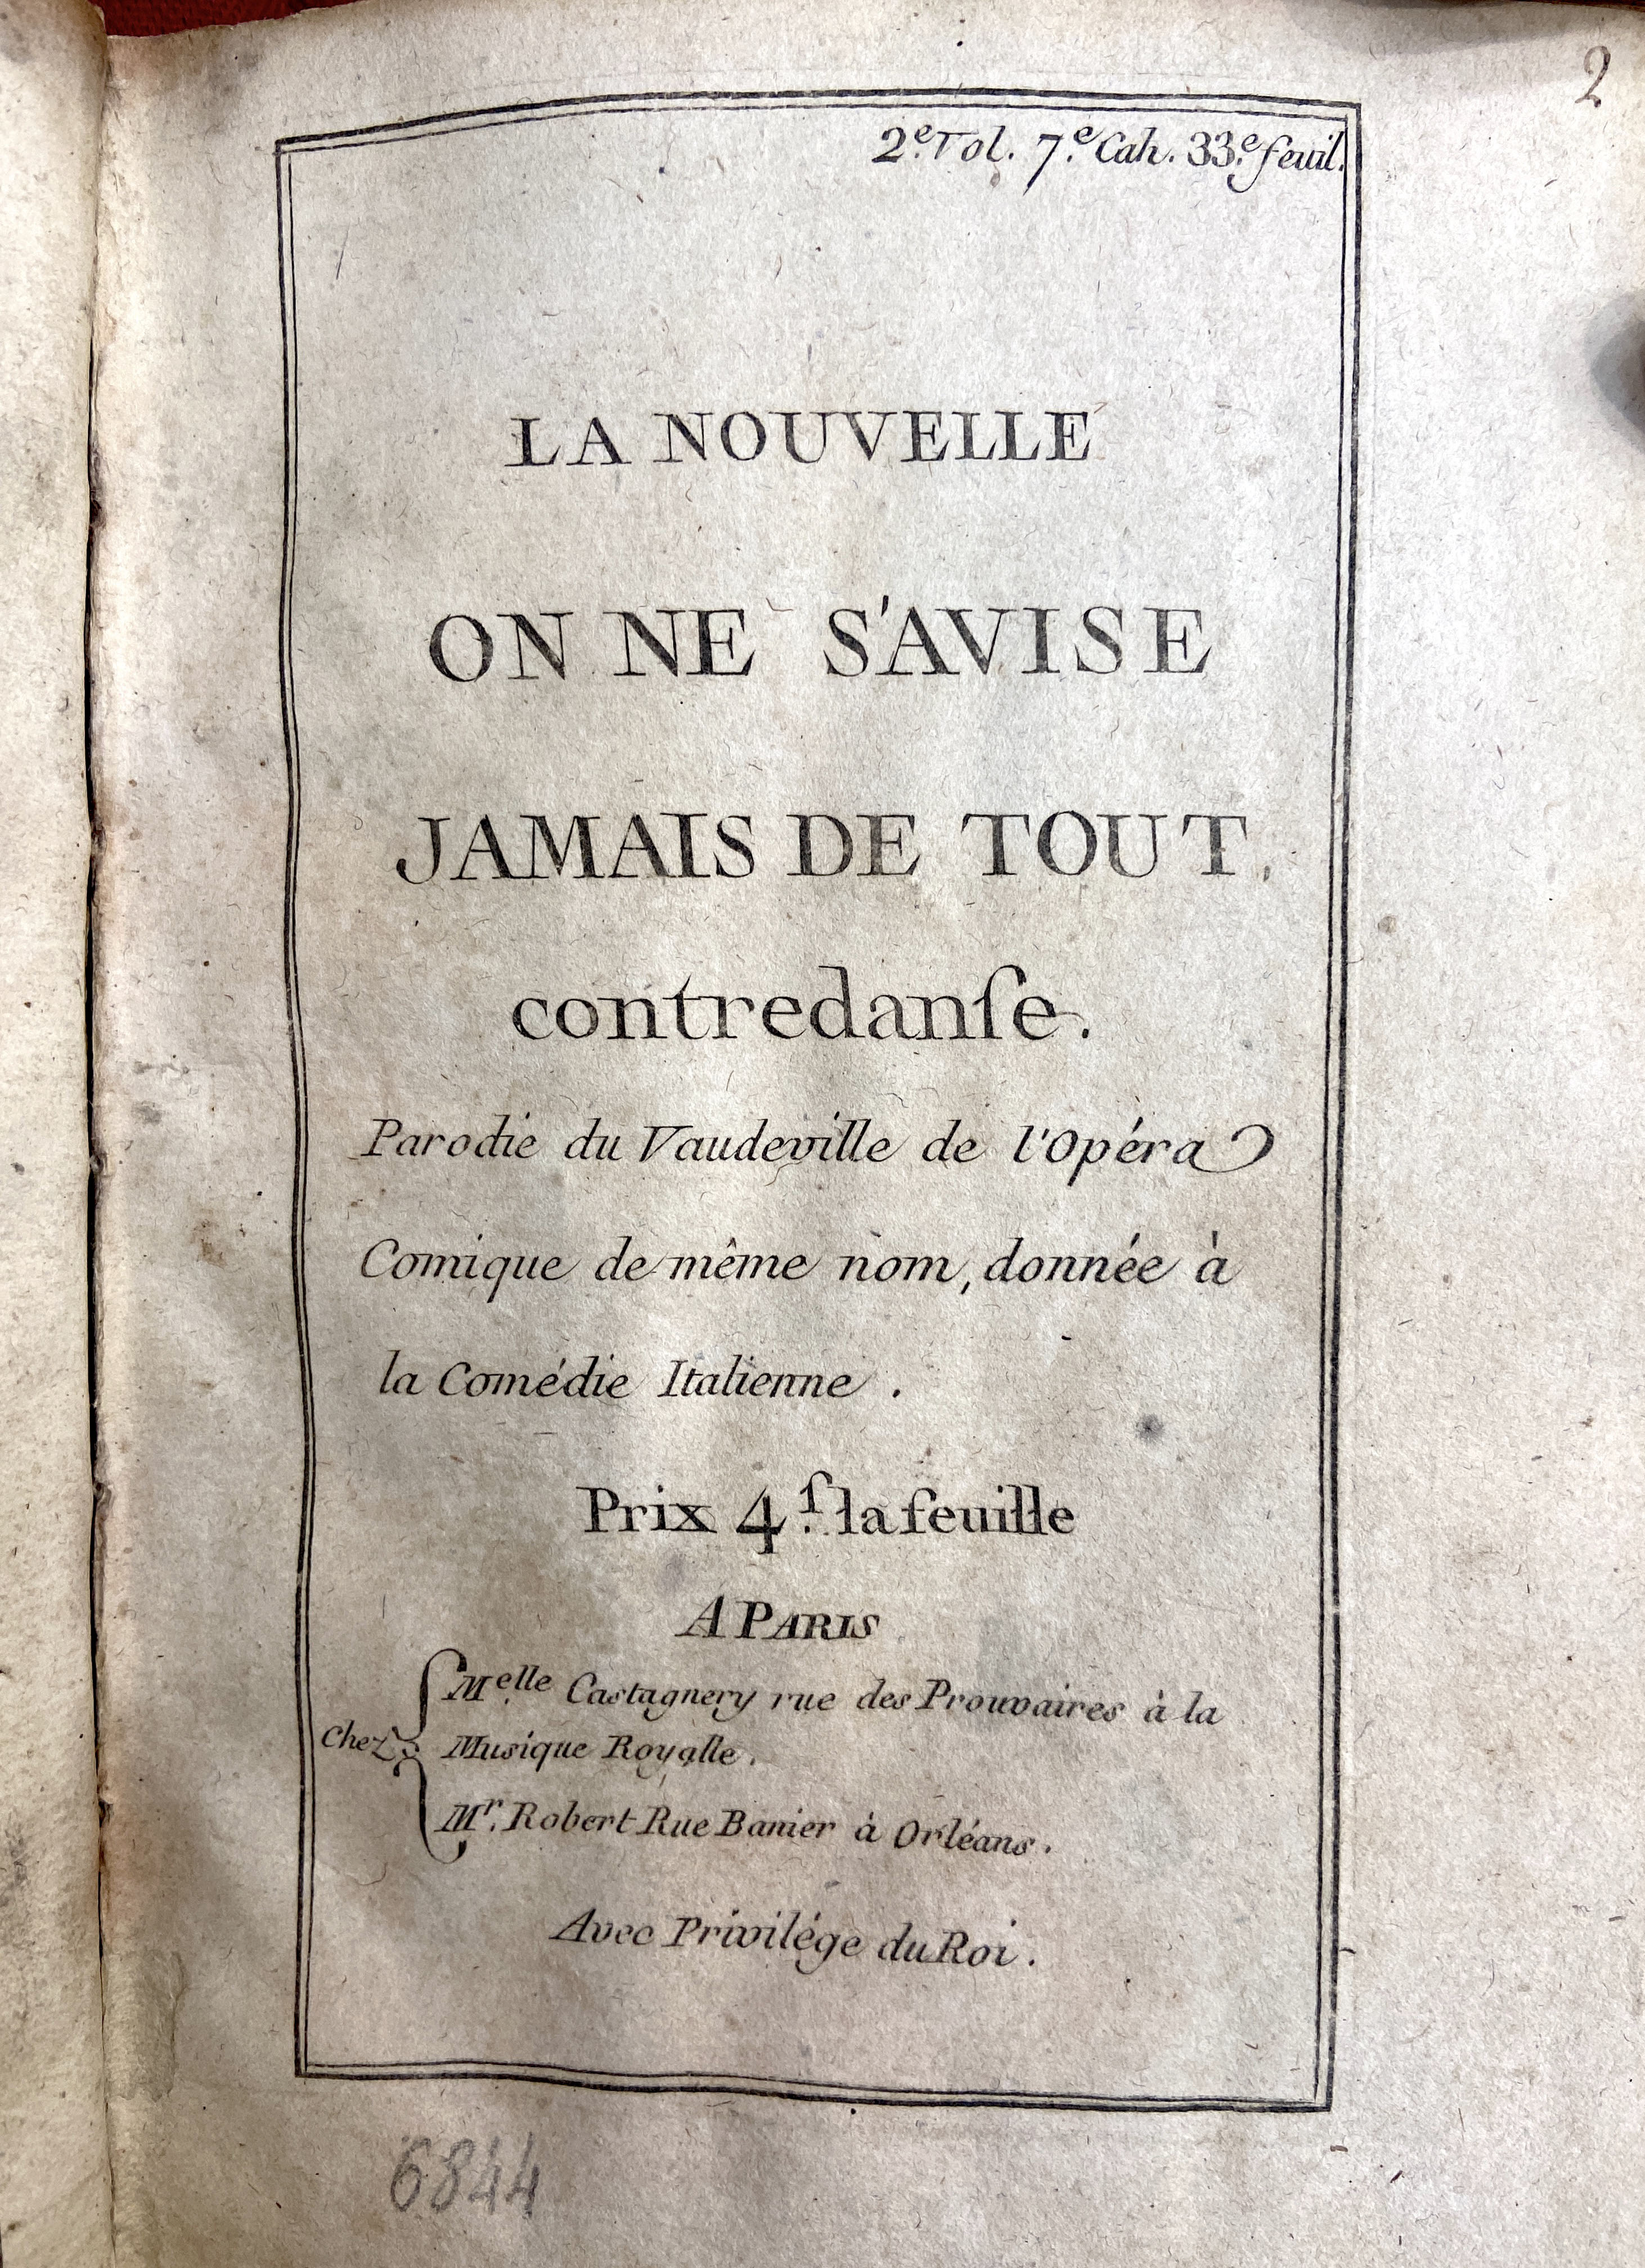 2
2.e Vol. 7.e Cah. 33.e feuil.
LA NOUVELLE
ON NE S'AVISE
JAMAIS DE TOUT.
contredanſe.
Parodie du Vaudeville de l'Opéra
Comique de même nom, donnée à
la Comédie Italienne.
Prix 4.ſ la feuille
A PARIS
Chez
M.elle Castagnery rue des Prouvaires à la
Musique Royalle.
M.r Robert Rue Banier à Orléans.
Avec Privilége du Roi.
6844